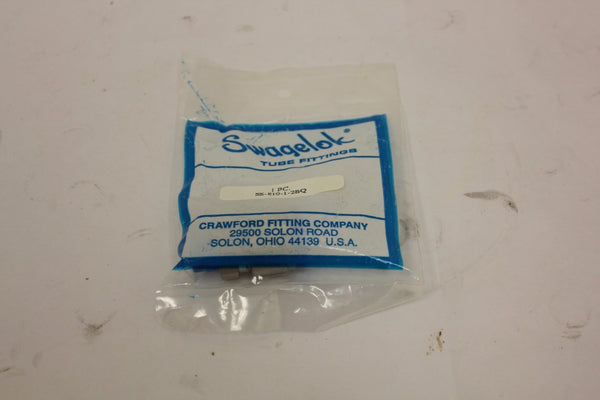 Swagelok®
TUBE FITTINGS
1 PC
SS-810-1-2BQ
CRAWFORD FITTING COMPANY
29500 SOLON ROAD
SOLON, OHIO 44139 U.S.A.